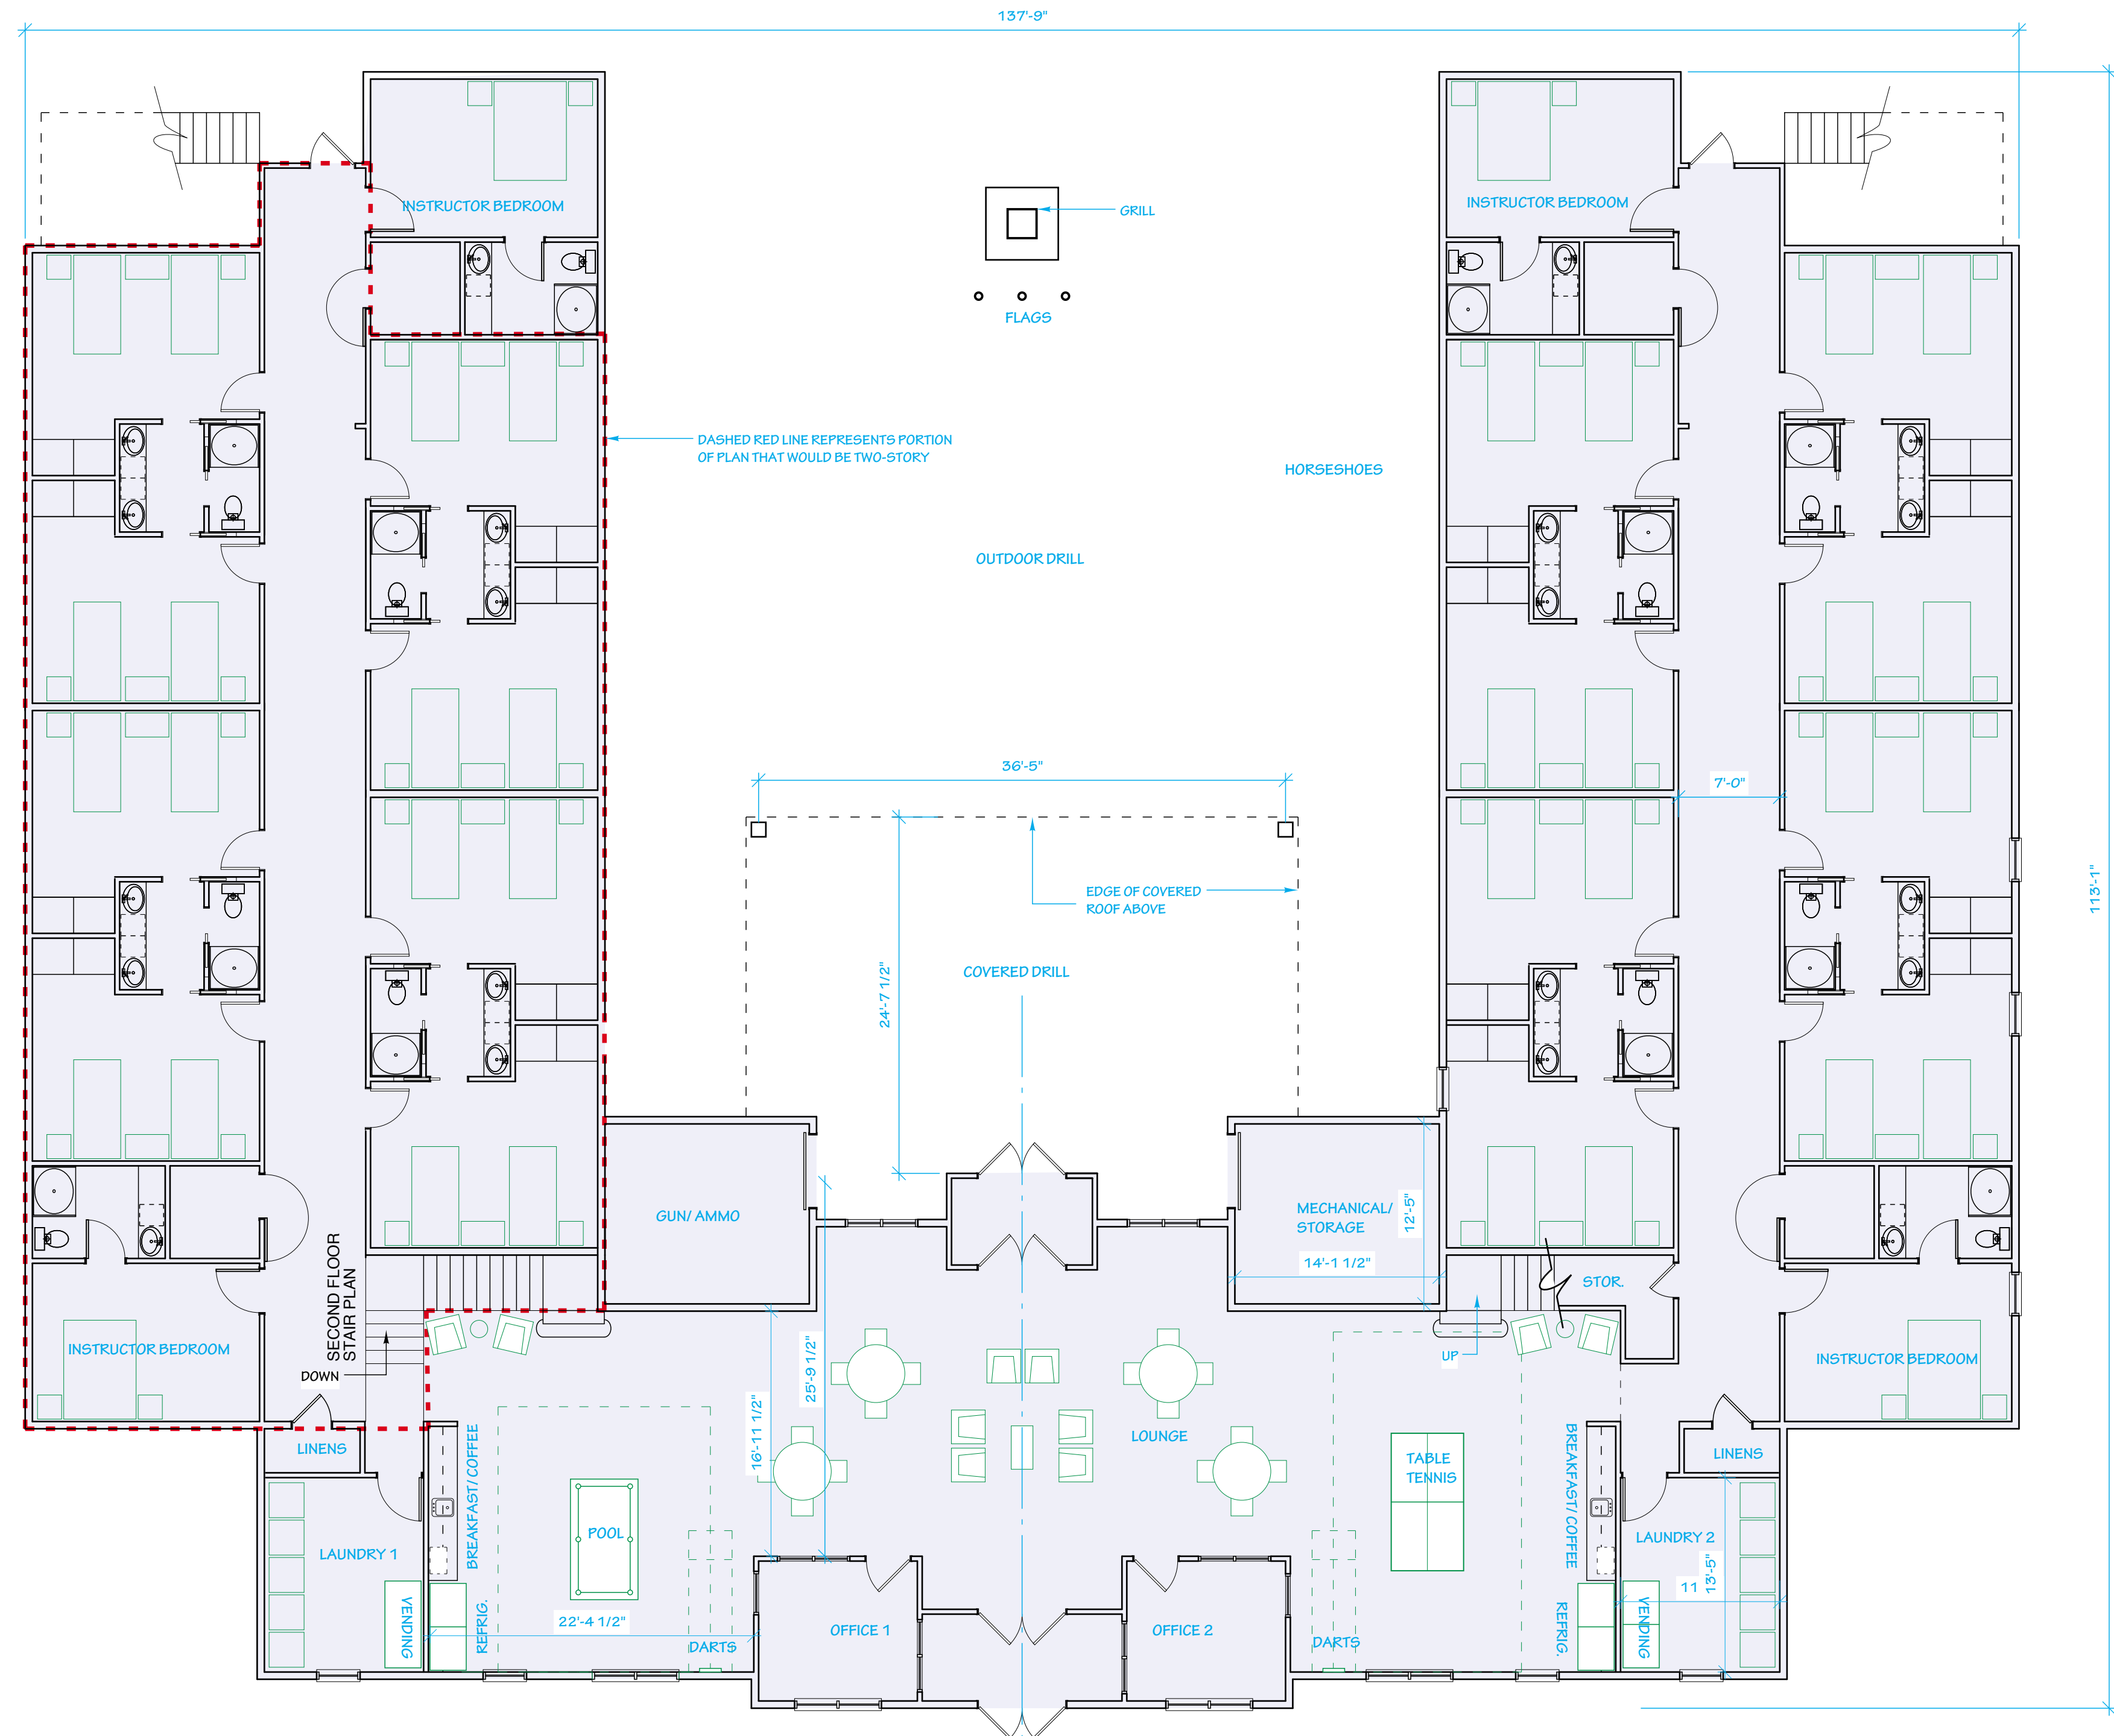 137'-9"
INSTRUCTOR BEDROOM
INSTRUCTOR BEDROOM
GRILL
FLAGS
DASHED RED LINE REPRESENTS PORTION
OF PLAN THAT WOULD BE TWO-STORY
HORSESHOES
OUTDOOR DRILL
36'-5"
7'-0"
113'-1"
EDGE OF COVERED
ROOF ABOVE
24'-7 1/2"
COVERED DRILL
GUN/ AMMO
MECHANICAL/
STORAGE
12'-5"
14'-1 1/2"
STOR.
SECOND FLOOR
STAIR PLAN
INSTRUCTOR BEDROOM
DOWN
UP
INSTRUCTOR BEDROOM
25'-9 1/2"
16'-11 1/2"
LINENS
BREAKFAST/ COFFEE
LOUNGE
TABLE
TENNIS
BREAKFAST/ COFFEE
LINENS
LAUNDRY 1
POOL
LAUNDRY 2
13'-5"
11
VENDING
REFRIG.
22'-4 1/2"
DARTS
OFFICE 1
OFFICE 2
DARTS
REFRIG.
VENDING